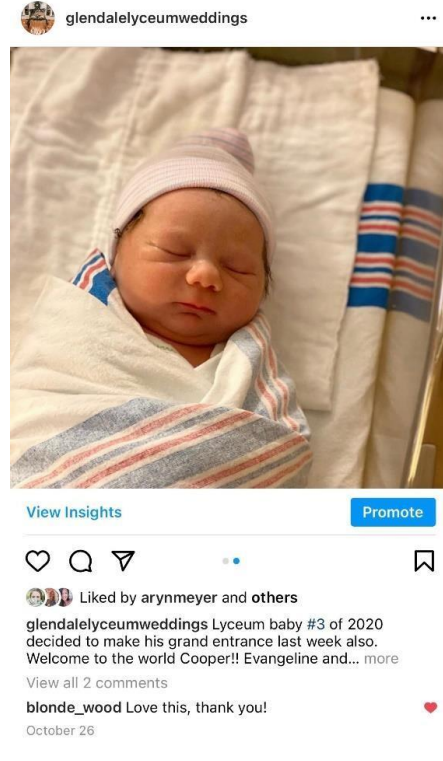 glendalelyceumweddings
View Insights
Promote
Liked by arynmeyer and others
glendalelyceumweddings Lyceum baby #3 of 2020
decided to make his grand entrance last week also.
Welcome to the world Cooper!! Evangeline and... more
View all 2 comments
blonde_wood Love this, thank you!
October 26